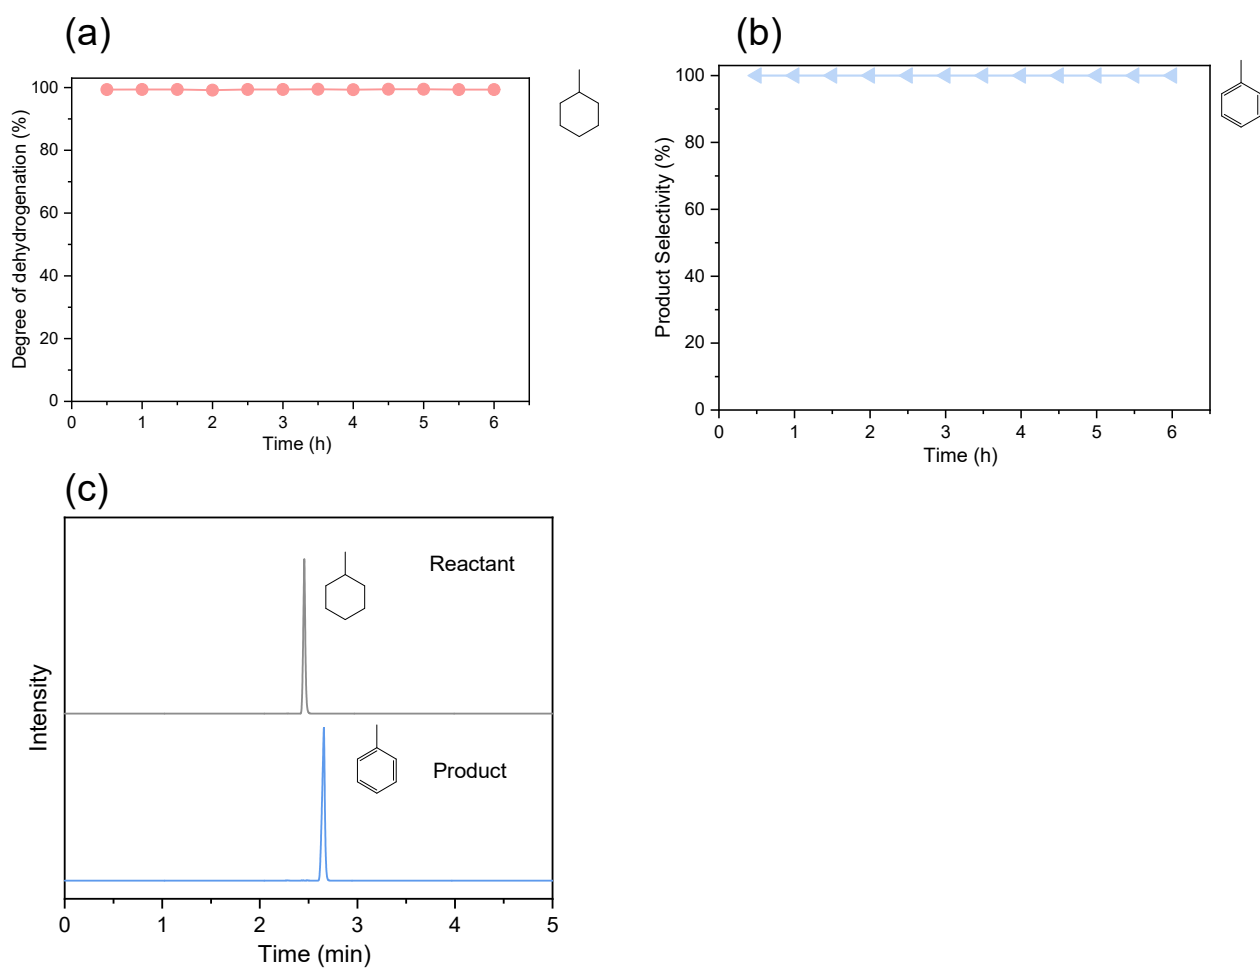 (a)
Degree of dehydrogenation (%)
100
80
60
40
20
0
0 1 2 3 4 5 6
Time (h)
(b)
Product Selectivity (%)
100
80
60
40
20
0
0 1 2 3 4 5 6
Time (h)
(c)
Intensity
Reactant
Product
0 1 2 3 4 5
Time (min)